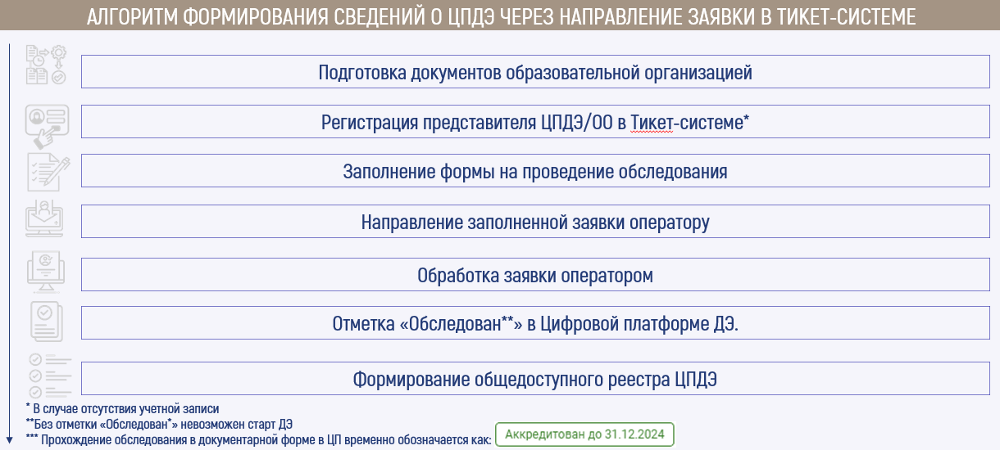 АЛГОРИТМ ФОРМИРОВАНИЯ СВЕДЕНИЙ О ЦПДЭ ЧЕРЕЗ НАПРАВЛЕНИЕ ЗАЯВКИ В ТИКЕТ-СИСТЕМЕ
Подготовка документов образовательной организацией
Регистрация представителя ЦПДЭ/ОО в Тикет-системе*
Заполнение формы на проведение обследования
Направление заполненной заявки оператору
Обработка заявки оператором
Отметка «Обследован**» в Цифровой платформе ДЭ.
Формирование общедоступного реестра ЦПДЭ
* В случае отсутствия учетной записи
**Без отметки «Обследован*» невозможен старт ДЭ
*** Прохождение обследования в документарной форме в ЦП временно обозначается как: Аккредитован до 31.12.2024